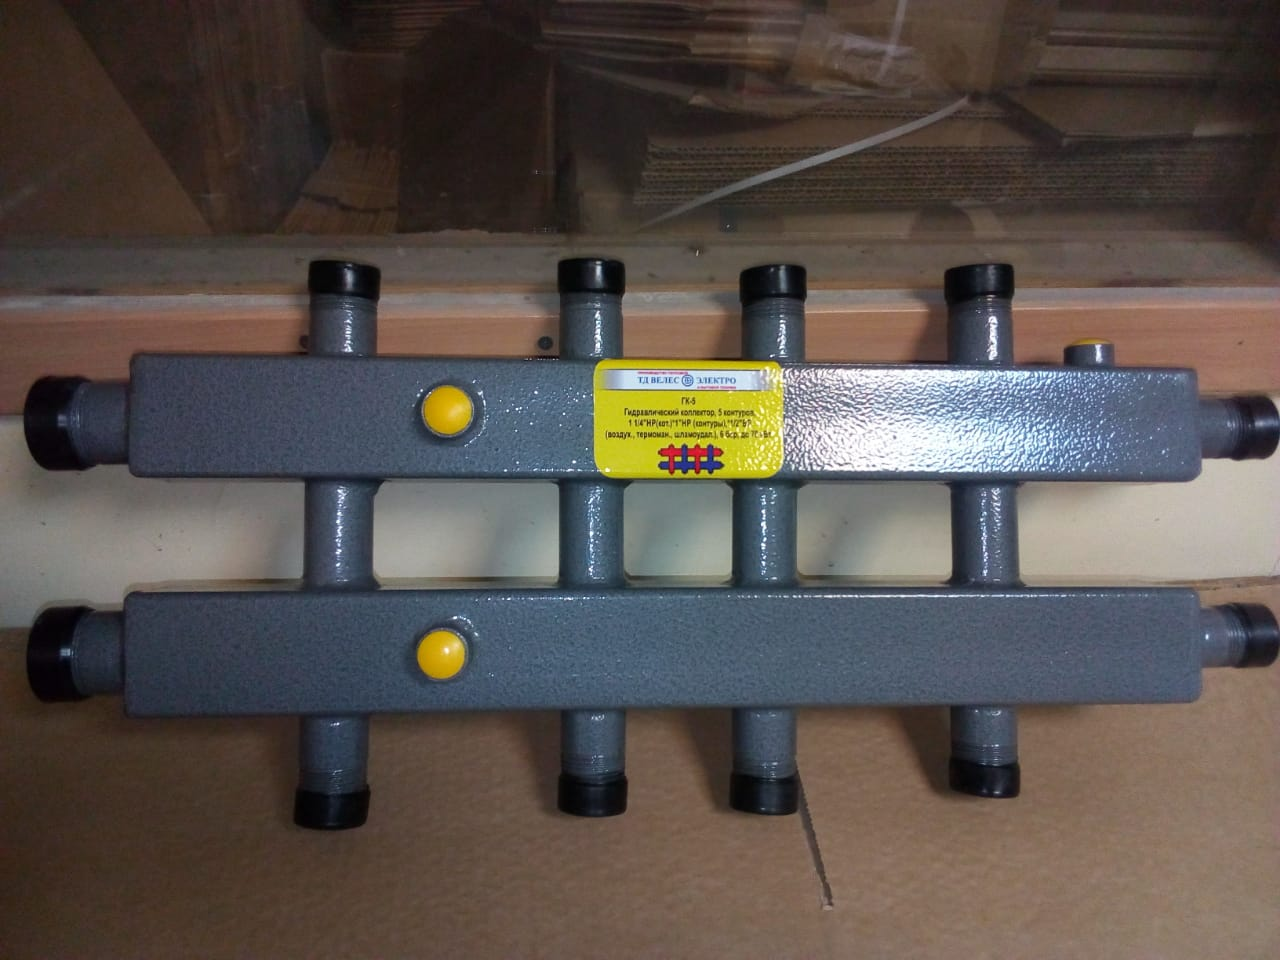 ТД ВЕЛЕС ЭЛЕКТРО
ГК-5
Гидравлический коллектор, 5 контуров,
1 1/4"НР(кот.)*1"НР (контуры),*1/2"ВР
(воздух., термоман., шламоудал.), 6 бар, до 70 кВт